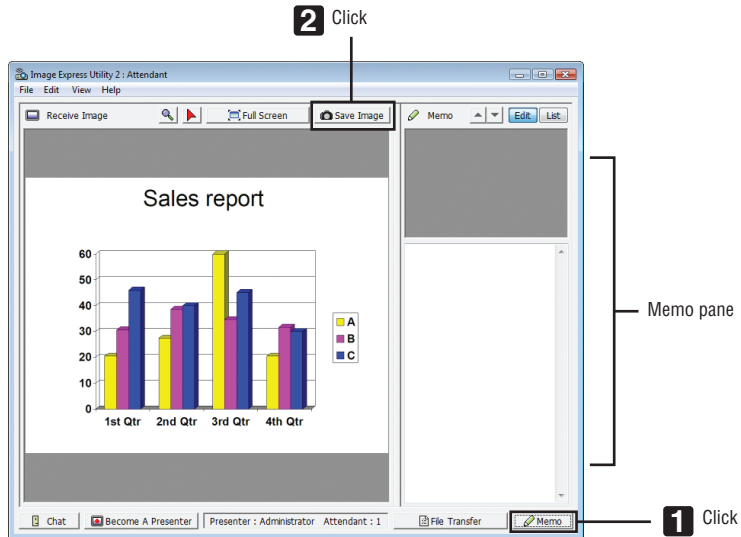 2 Click
Image Express Utility 2 : Attendant
File Edit View Help
Receive Image Full Screen Save Image Memo Edit List
Sales report
60
50
40
30
20
10
0
1st Qtr 2nd Qtr 3rd Qtr 4th Qtr
A
B
C
Memo pane
Chat Become A Presenter Presenter : Administrator Attendant : 1 File Transfer Memo
1 Click